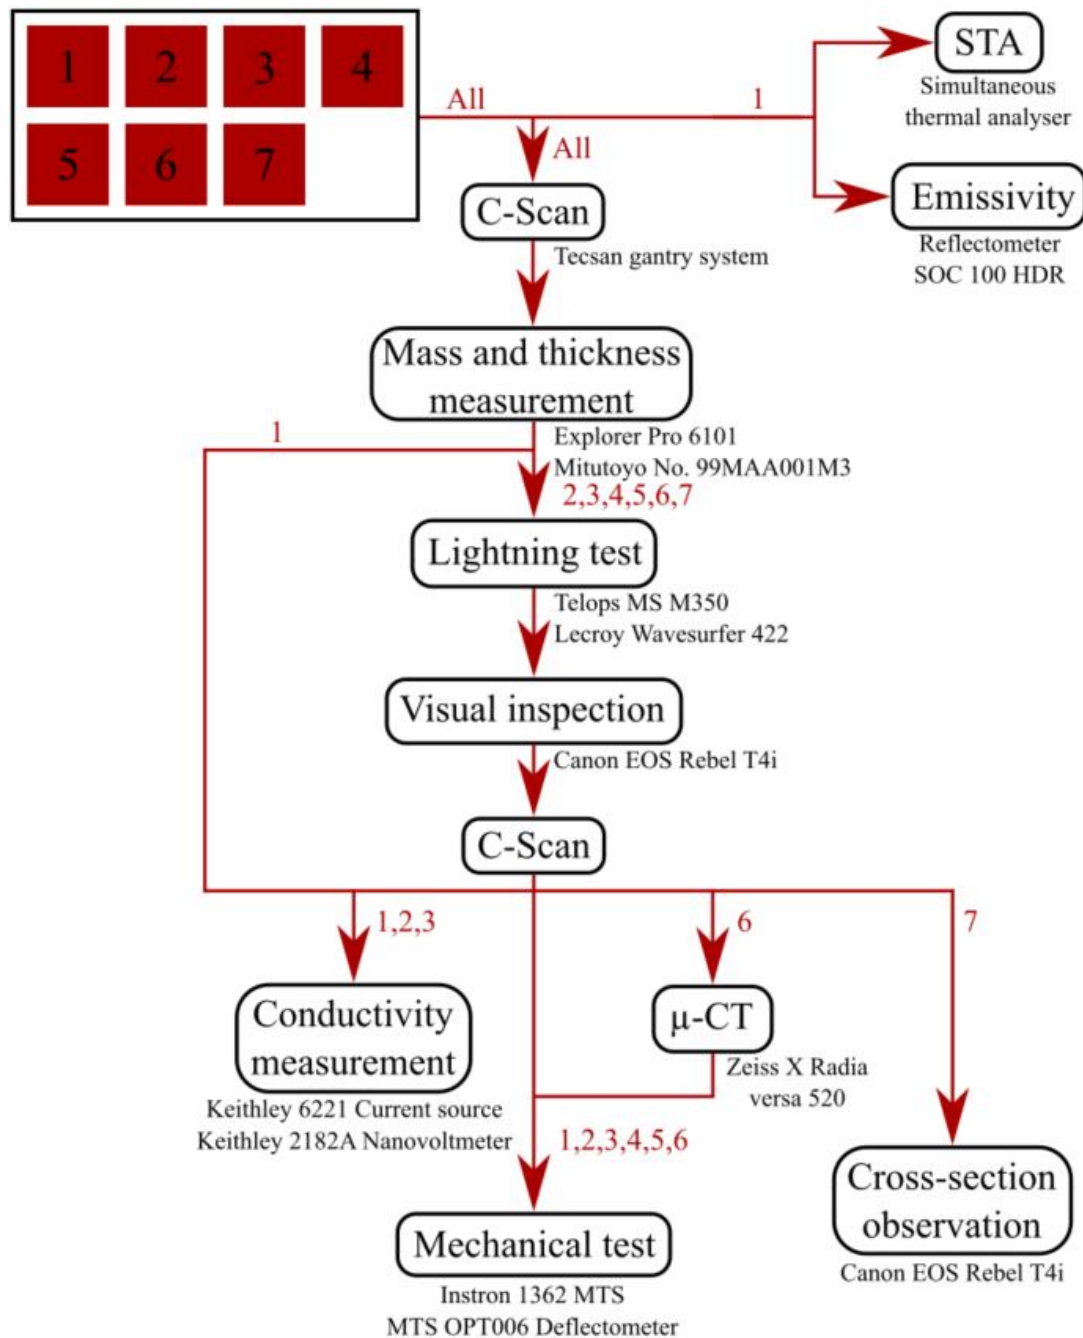 1 2 3 4
5 6 7
All
1
STA
Simultaneous
thermal analyser
All
C-Scan
Tecsan gantry system
Emissivity
Reflectometer
SOC 100 HDR
Mass and thickness
measurement
1
Explorer Pro 6101
Mitutoyo No. 99MAA001M3
2,3,4,5,6,7
Lightning test
Telops MS M350
Lecroy Wavesurfer 422
Visual inspection
Canon EOS Rebel T4i
C-Scan
1,2,3
6
7
Conductivity
measurement
Keithley 6221 Current source
Keithley 2182A Nanovoltmeter
µ-CT
Zeiss X Radia
versa 520
1,2,3,4,5,6
Mechanical test
Instron 1362 MTS
MTS OPT006 Deflectometer
Cross-section
observation
Canon EOS Rebel T4i